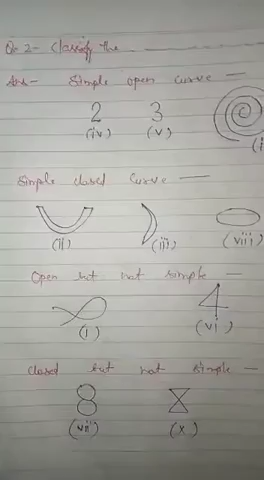 Q. 2- Classify the
Ans- Simple open curve —
2 3
(iv) (v) (i
Simple closed curve —
(ii) (iii) (viii)
Open but not simple —
(i) (vi)
closed but not simple —
8
(vii) (x)